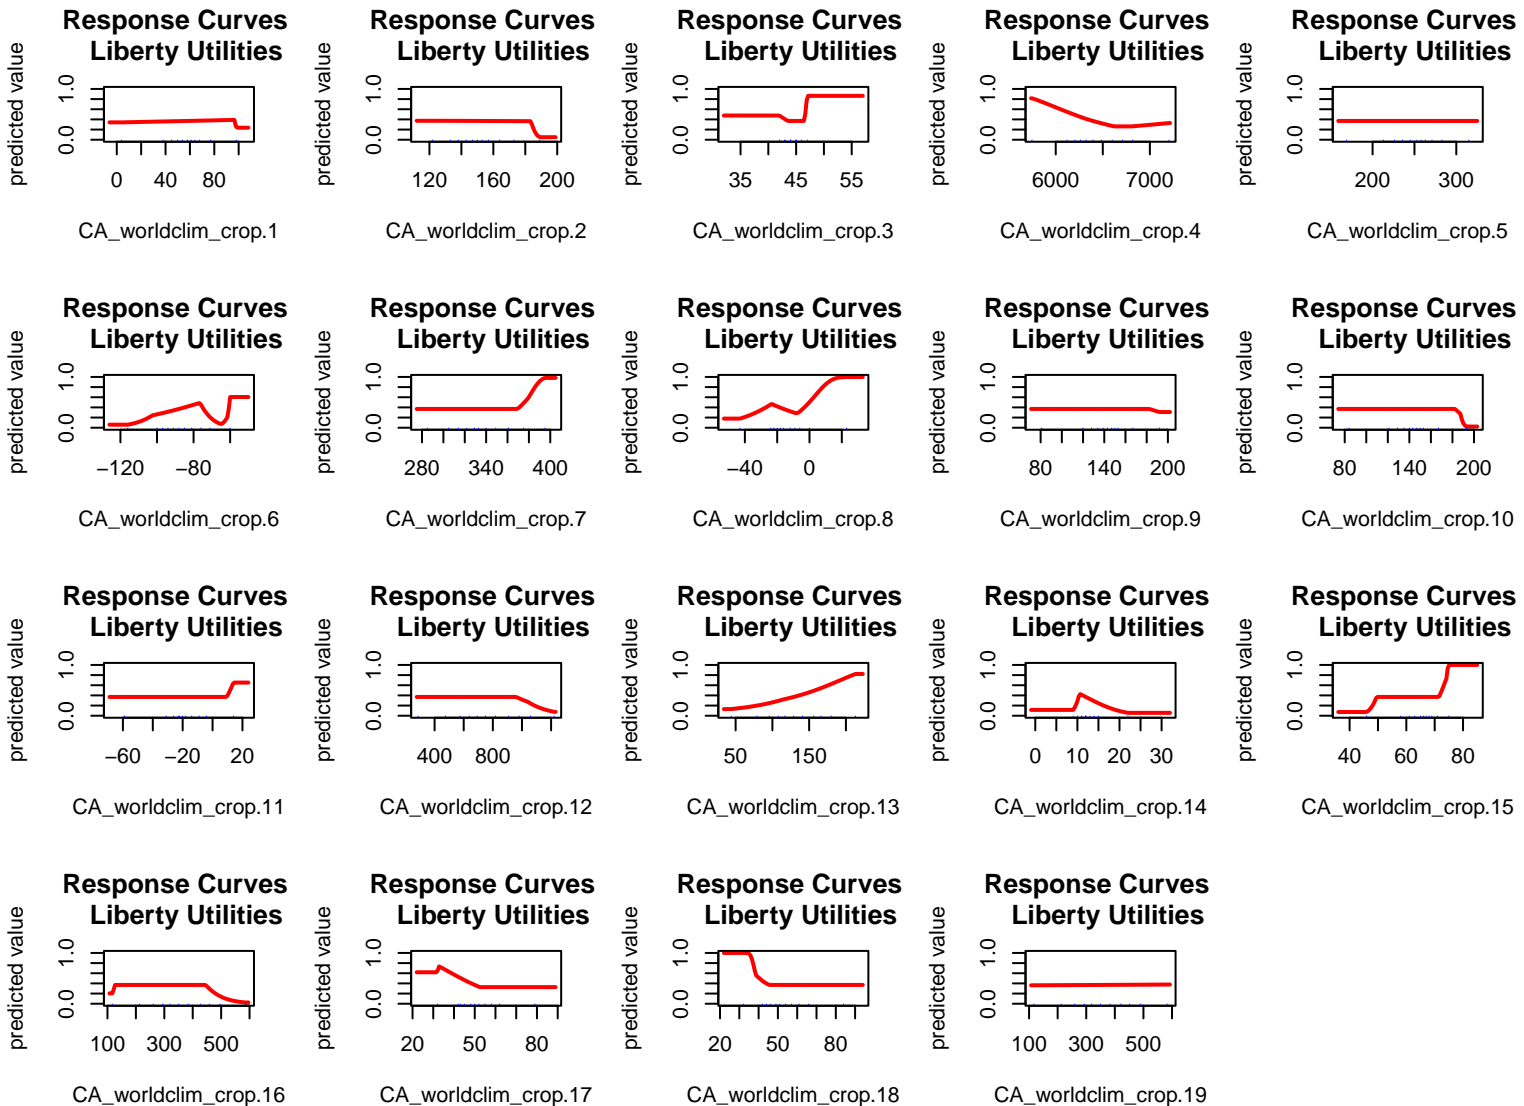 Response Curves
Liberty Utilities
predicted value
0.0 1.0
0 40 80
CA_worldclim_crop.1
Response Curves
Liberty Utilities
predicted value
0.0 1.0
120 160 200
CA_worldclim_crop.2
Response Curves
Liberty Utilities
predicted value
0.0 1.0
35 45 55
CA_worldclim_crop.3
Response Curves
Liberty Utilities
predicted value
0.0 1.0
6000 7000
CA_worldclim_crop.4
Response Curves
Liberty Utilities
predicted value
0.0 1.0
200 300
CA_worldclim_crop.5
Response Curves
Liberty Utilities
predicted value
0.0 1.0
−120 −80
CA_worldclim_crop.6
Response Curves
Liberty Utilities
predicted value
0.0 1.0
280 340 400
CA_worldclim_crop.7
Response Curves
Liberty Utilities
predicted value
0.0 1.0
−40 0
CA_worldclim_crop.8
Response Curves
Liberty Utilities
predicted value
0.0 1.0
80 140 200
CA_worldclim_crop.9
Response Curves
Liberty Utilities
predicted value
0.0 1.0
80 140 200
CA_worldclim_crop.10
Response Curves
Liberty Utilities
predicted value
0.0 1.0
−60 −20 20
CA_worldclim_crop.11
Response Curves
Liberty Utilities
predicted value
0.0 1.0
400 800
CA_worldclim_crop.12
Response Curves
Liberty Utilities
predicted value
0.0 1.0
50 150
CA_worldclim_crop.13
Response Curves
Liberty Utilities
predicted value
0.0 1.0
0 10 20 30
CA_worldclim_crop.14
Response Curves
Liberty Utilities
predicted value
0.0 1.0
40 60 80
CA_worldclim_crop.15
Response Curves
Liberty Utilities
predicted value
0.0 1.0
100 300 500
CA_worldclim_crop.16
Response Curves
Liberty Utilities
predicted value
0.0 1.0
20 50 80
CA_worldclim_crop.17
Response Curves
Liberty Utilities
predicted value
0.0 1.0
20 50 80
CA_worldclim_crop.18
Response Curves
Liberty Utilities
predicted value
0.0 1.0
100 300 500
CA_worldclim_crop.19